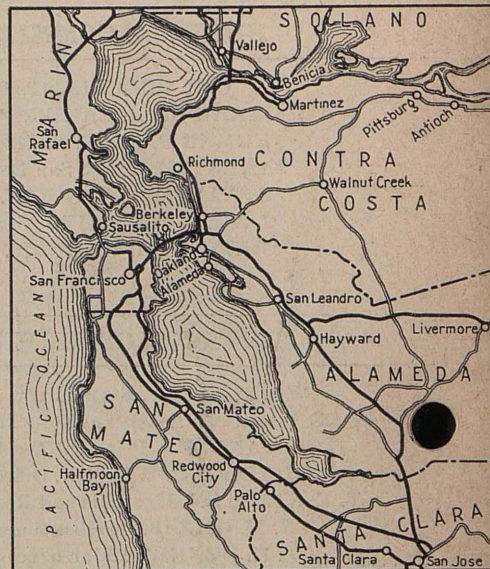 SOLANO
Vallejo
Benicia
Martinez
Pittsburg
Antioch
MARIN
San
Rafael
Richmond
CONTRA
COSTA
Walnut Creek
Berkeley
Sausalito
San Francisco
Oakland
Alameda
San Leandro
Hayward
Livermore
ALAMEDA
PACIFIC OCEAN
SAN
MATEO
San Mateo
Halfmoon
Bay
Redwood
City
Palo
Alto
SANTA CLARA
Santa Clara
San Jose